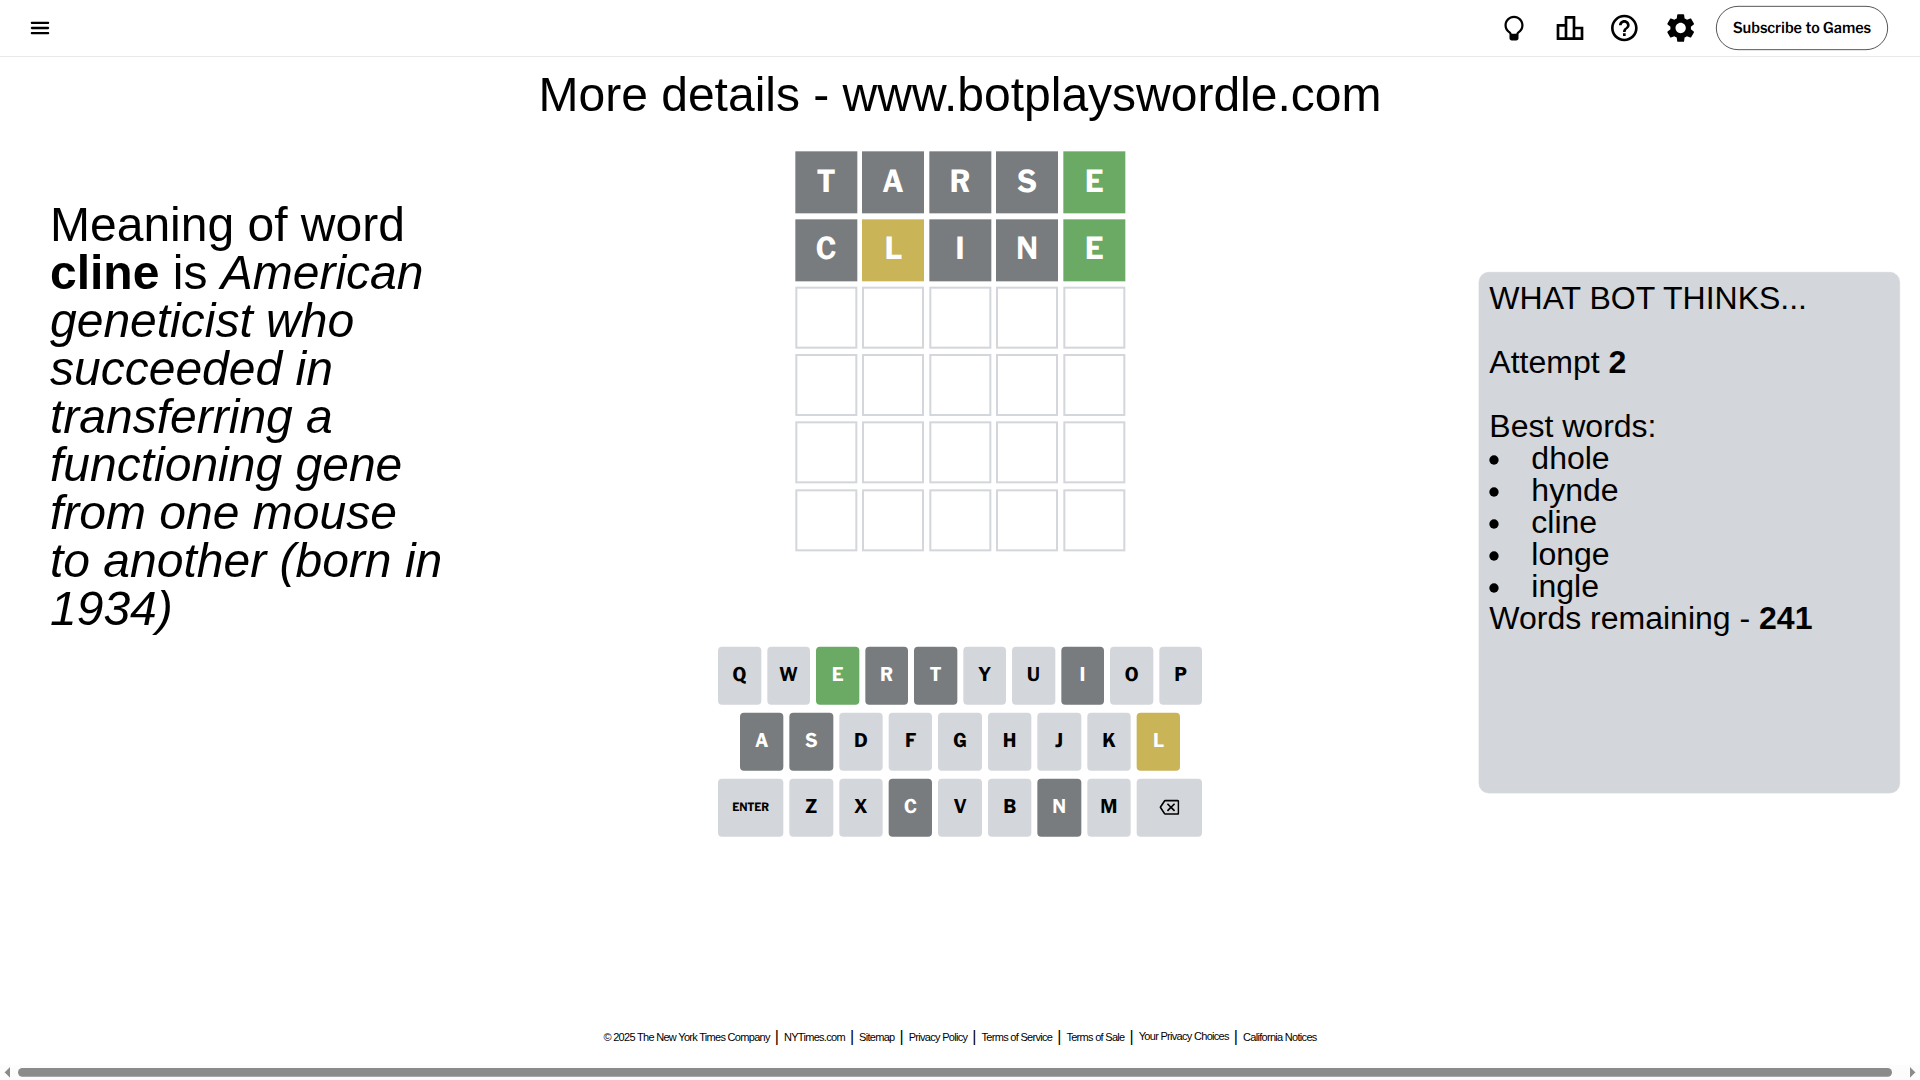 Subscribe to Games
More details - www.botplayswordle.com
Meaning of word
cline is American
geneticist who
succeeded in
transferring a
functioning gene
from one mouse
to another (born in
1934)
T A R S E
C L I N E
WHAT BOT THINKS...
Attempt 2
Best words:
• dhole
• hynde
• cline
• longe
• ingle
Words remaining - 241
Q W E R T Y U I O P
A S D F G H J K L
ENTER Z X C V B N M
© 2025 The New York Times Company | NYTimes.com | Sitemap | Privacy Policy | Terms of Service | Terms of Sale | Your Privacy Choices | California Notices